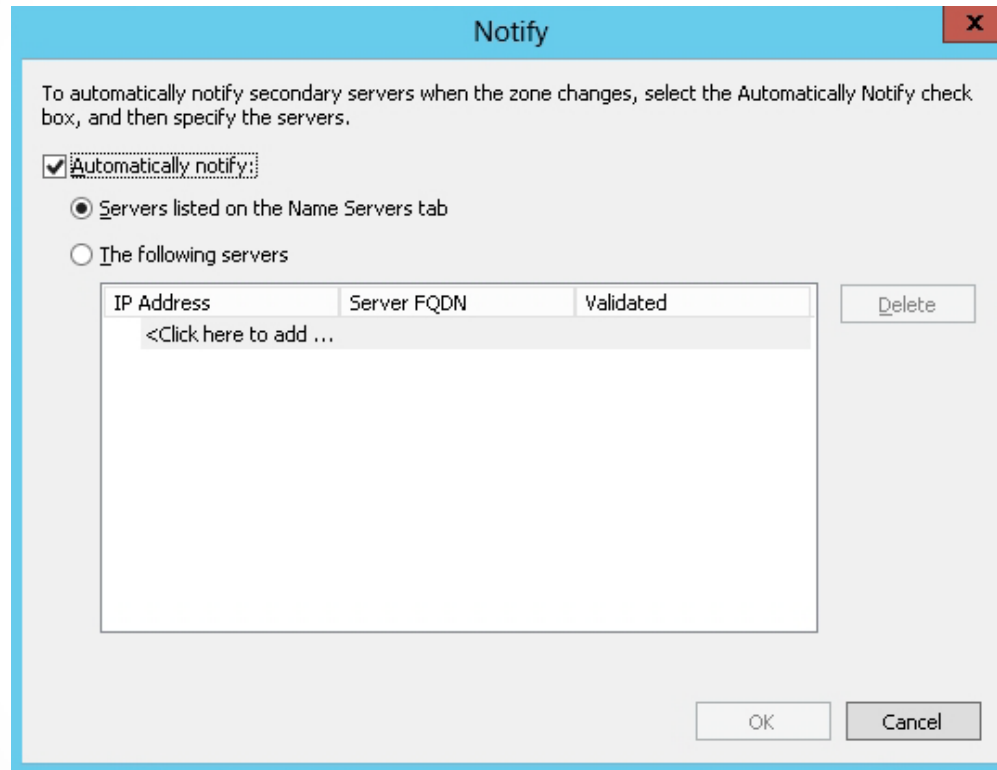 Notify
x
To automatically notify secondary servers when the zone changes, select the Automatically Notify check
box, and then specify the servers.
Automatically notify:
Servers listed on the Name Servers tab
The following servers
IP Address Server FQDN Validated
Delete
<Click here to add ...
OK Cancel